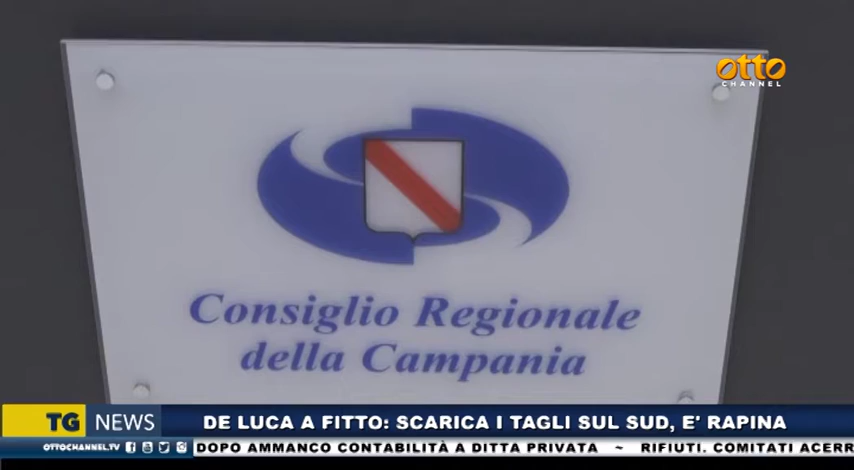 otto
CHANNEL
Consiglio Regionale
della Campania
TG NEWS
DE LUCA A FITTO: SCARICA I TAGLI SUL SUD, E' RAPINA
OTTOCHANNEL.TV
DOPO AMMANCO CONTABILITÀ A DITTA PRIVATA ~ RIFIUTI. COMITATI ACERR